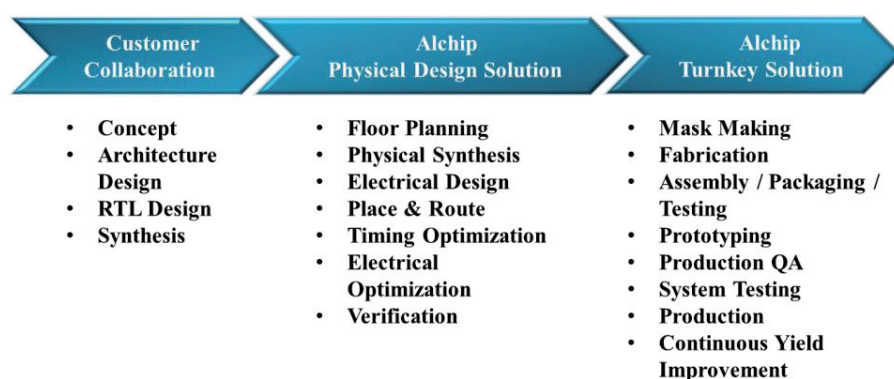 Customer
Collaboration
• Concept
• Architecture
Design
• RTL Design
• Synthesis
Alchip
Physical Design Solution
• Floor Planning
• Physical Synthesis
• Electrical Design
• Place & Route
• Timing Optimization
• Electrical
Optimization
• Verification
Alchip
Turnkey Solution
• Mask Making
• Fabrication
• Assembly / Packaging /
Testing
• Prototyping
• Production QA
• System Testing
• Production
• Continuous Yield
Improvement